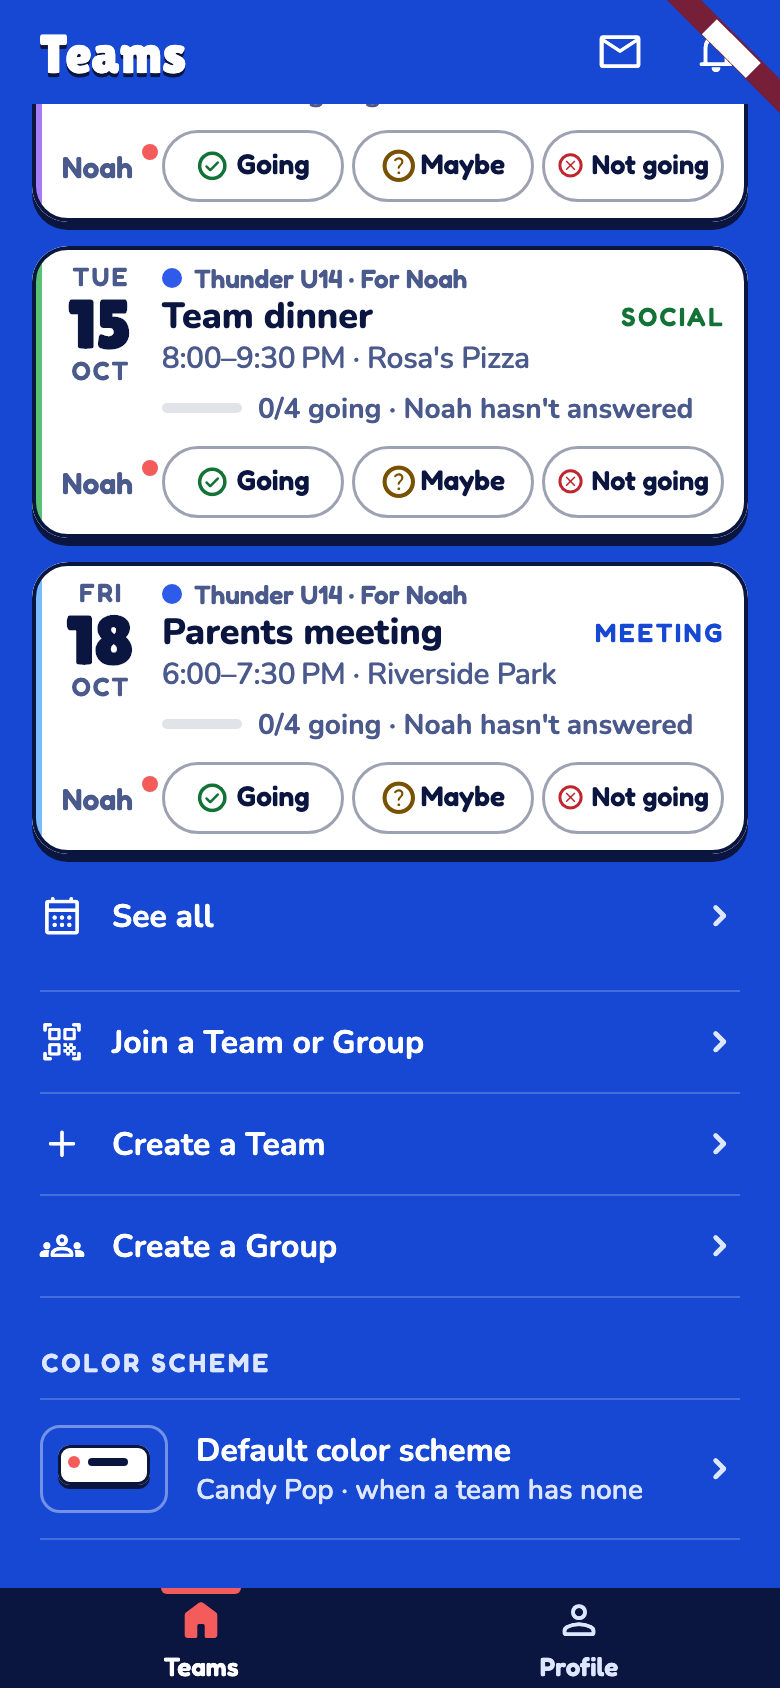 Teams
Noah
Going
Maybe
Not going
TUE
15
OCT
Thunder U14 · For Noah
Team dinner
SOCIAL
8:00–9:30 PM · Rosa's Pizza
0/4 going · Noah hasn't answered
Noah
Going
Maybe
Not going
FRI
18
OCT
Thunder U14 · For Noah
Parents meeting
MEETING
6:00–7:30 PM · Riverside Park
0/4 going · Noah hasn't answered
Noah
Going
Maybe
Not going
See all
Join a Team or Group
Create a Team
Create a Group
COLOR SCHEME
Default color scheme
Candy Pop · when a team has none
Teams
Profile